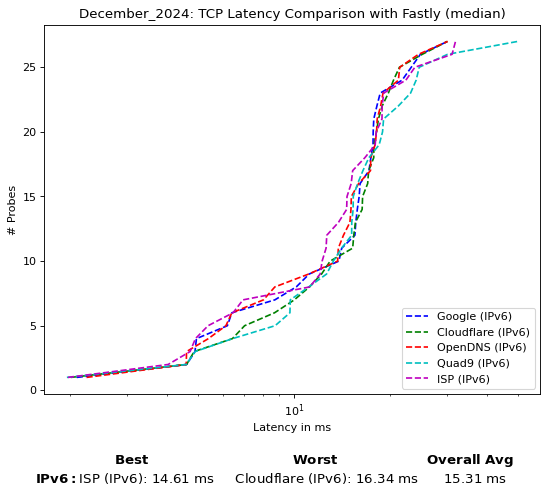 December_2024: TCP Latency Comparison with Fastly (median)
# Probes
25
20
15
10
5
0
Google (IPv6)
Cloudflare (IPv6)
OpenDNS (IPv6)
Quad9 (IPv6)
ISP (IPv6)
10¹
Latency in ms
Best Worst Overall Avg
IPv6: ISP (IPv6): 14.61 ms Cloudflare (IPv6): 16.34 ms 15.31 ms